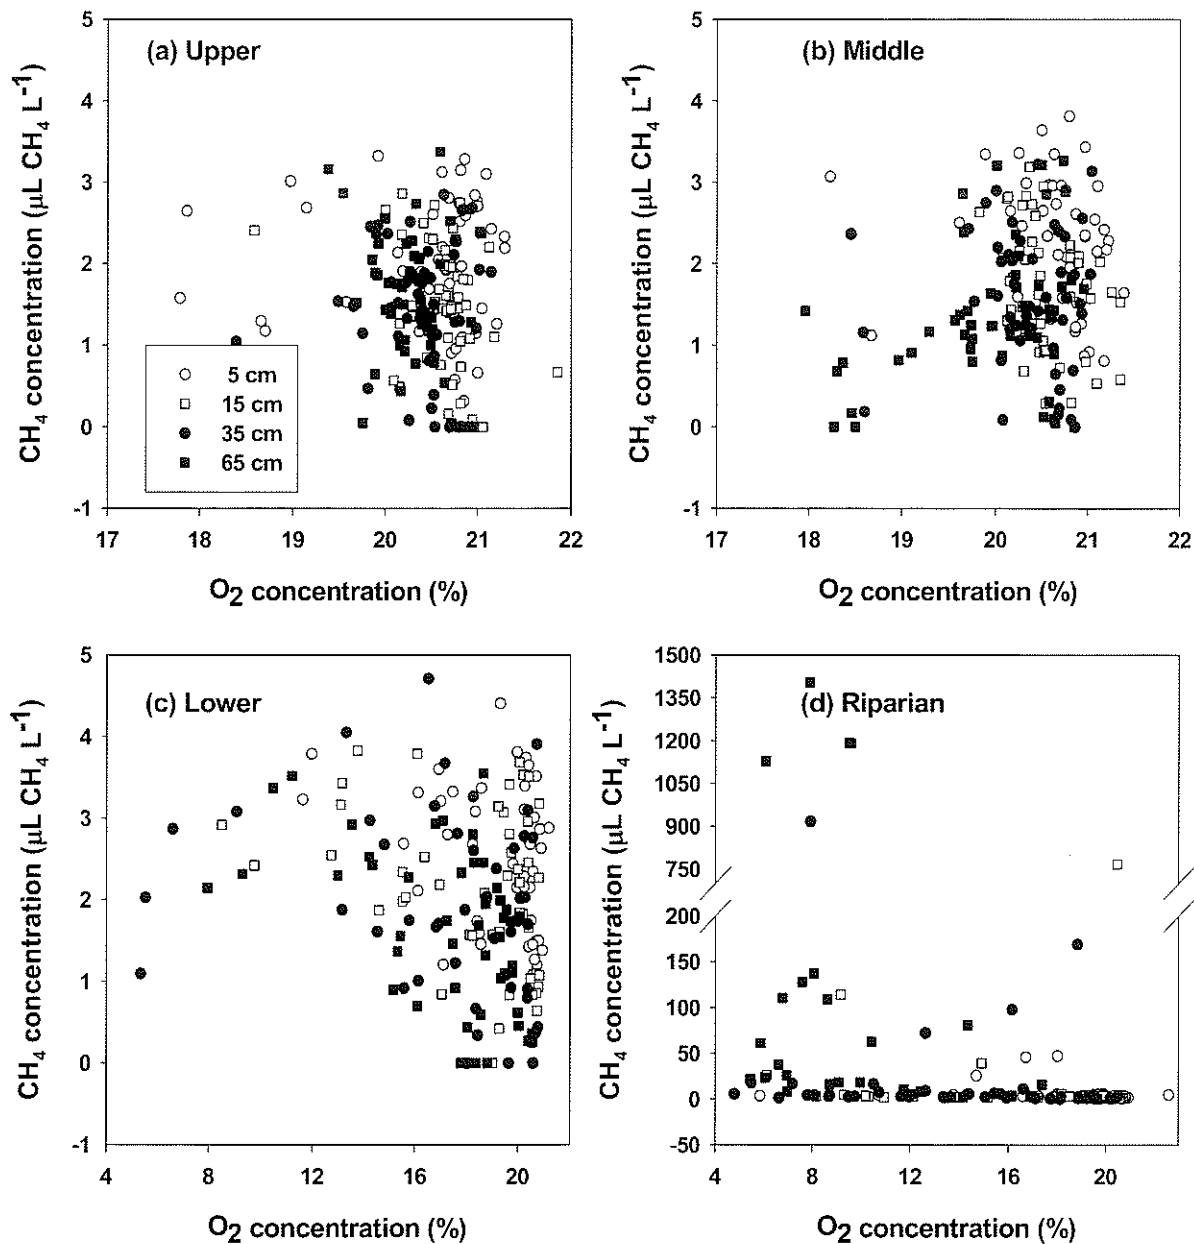 (a) Upper
CH₄ concentration (µL CH₄ L⁻¹)
5
4
3
2
1
0
-1
5 cm
15 cm
35 cm
65 cm
17 18 19 20 21 22
O₂ concentration (%)
(b) Middle
CH₄ concentration (µL CH₄ L⁻¹)
5
4
3
2
1
0
-1
17 18 19 20 21 22
O₂ concentration (%)
(c) Lower
CH₄ concentration (µL CH₄ L⁻¹)
5
4
3
2
1
0
-1
4 8 12 16 20
O₂ concentration (%)
(d) Riparian
CH₄ concentration (µL CH₄ L⁻¹)
1500
1350
1200
1050
900
750
200
150
100
50
0
-50
4 8 12 16 20
O₂ concentration (%)